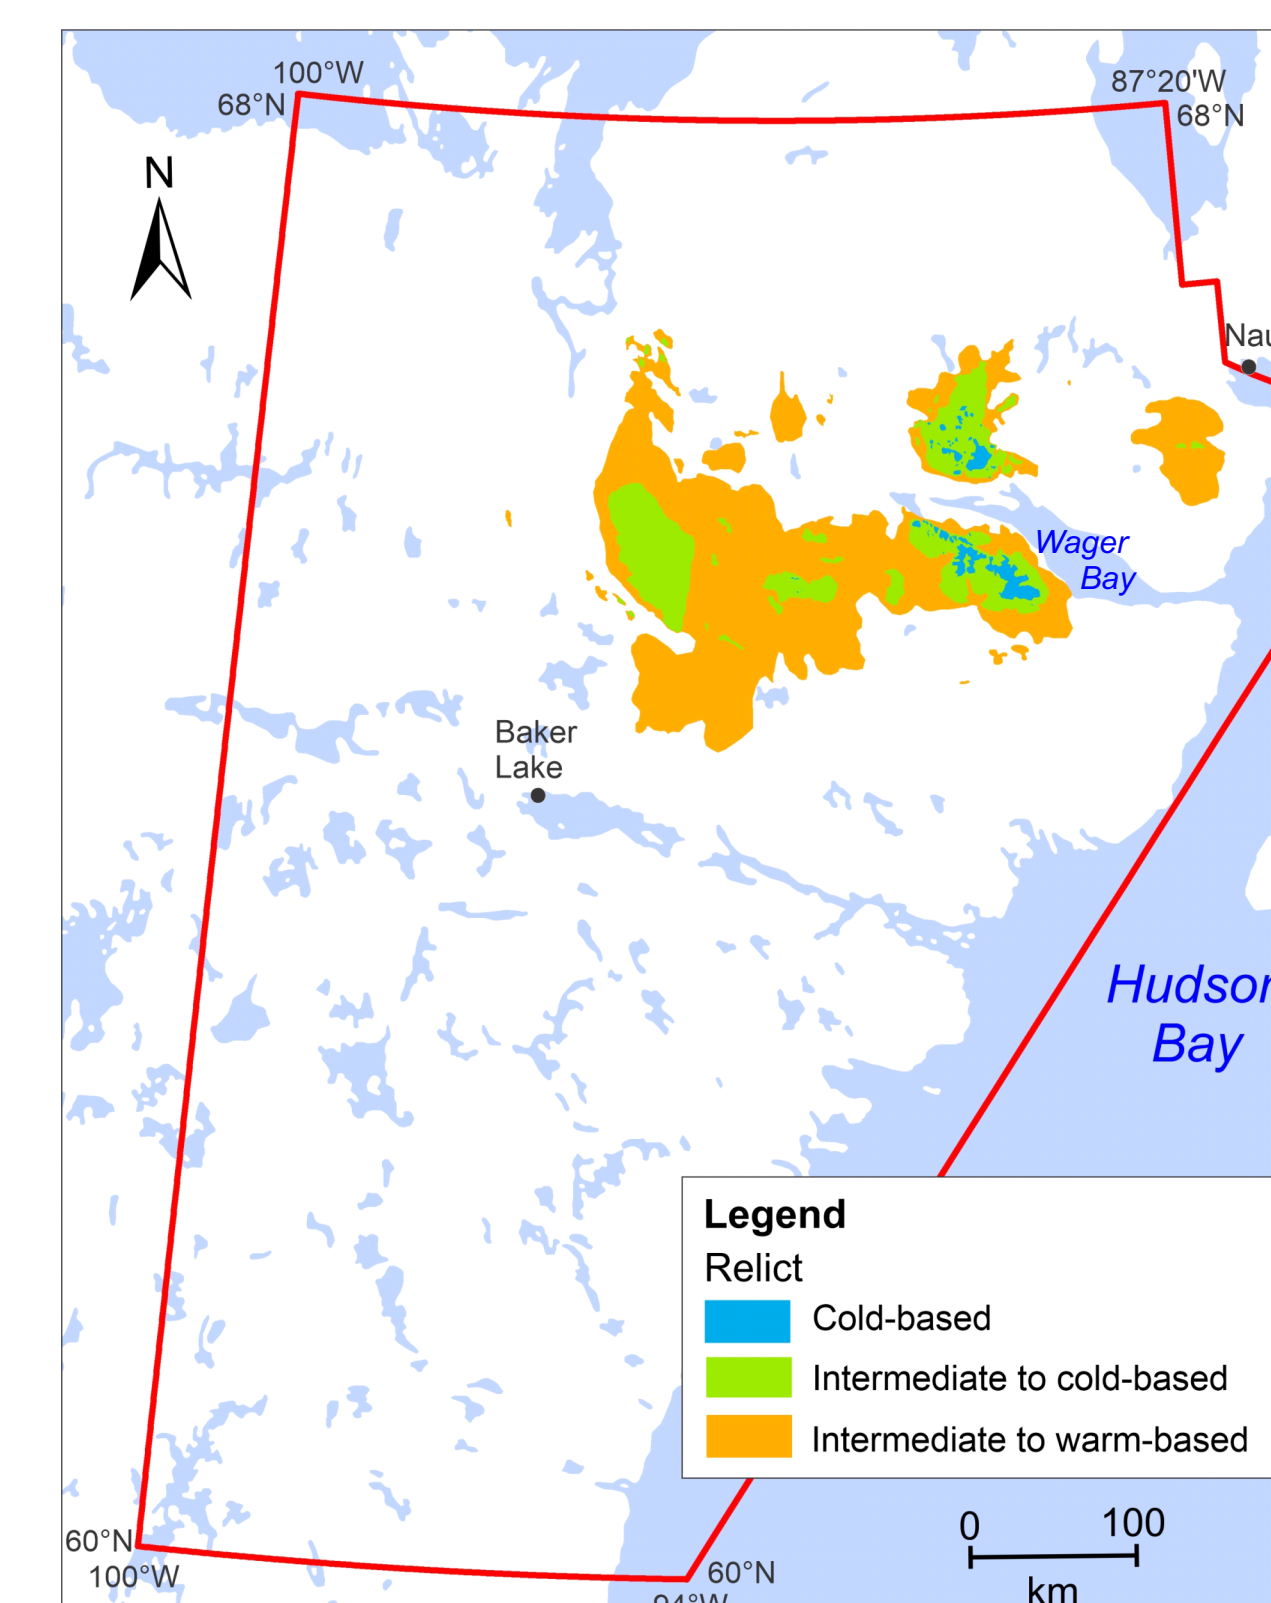 100°W
68°N
87°20'W
68°N
N
Nau
Wager
Bay
Baker
Lake
Hudson
Bay
Legend
Relict
Cold-based
Intermediate to cold-based
Intermediate to warm-based
0 100
km
60°N
100°W
60°N
94°W